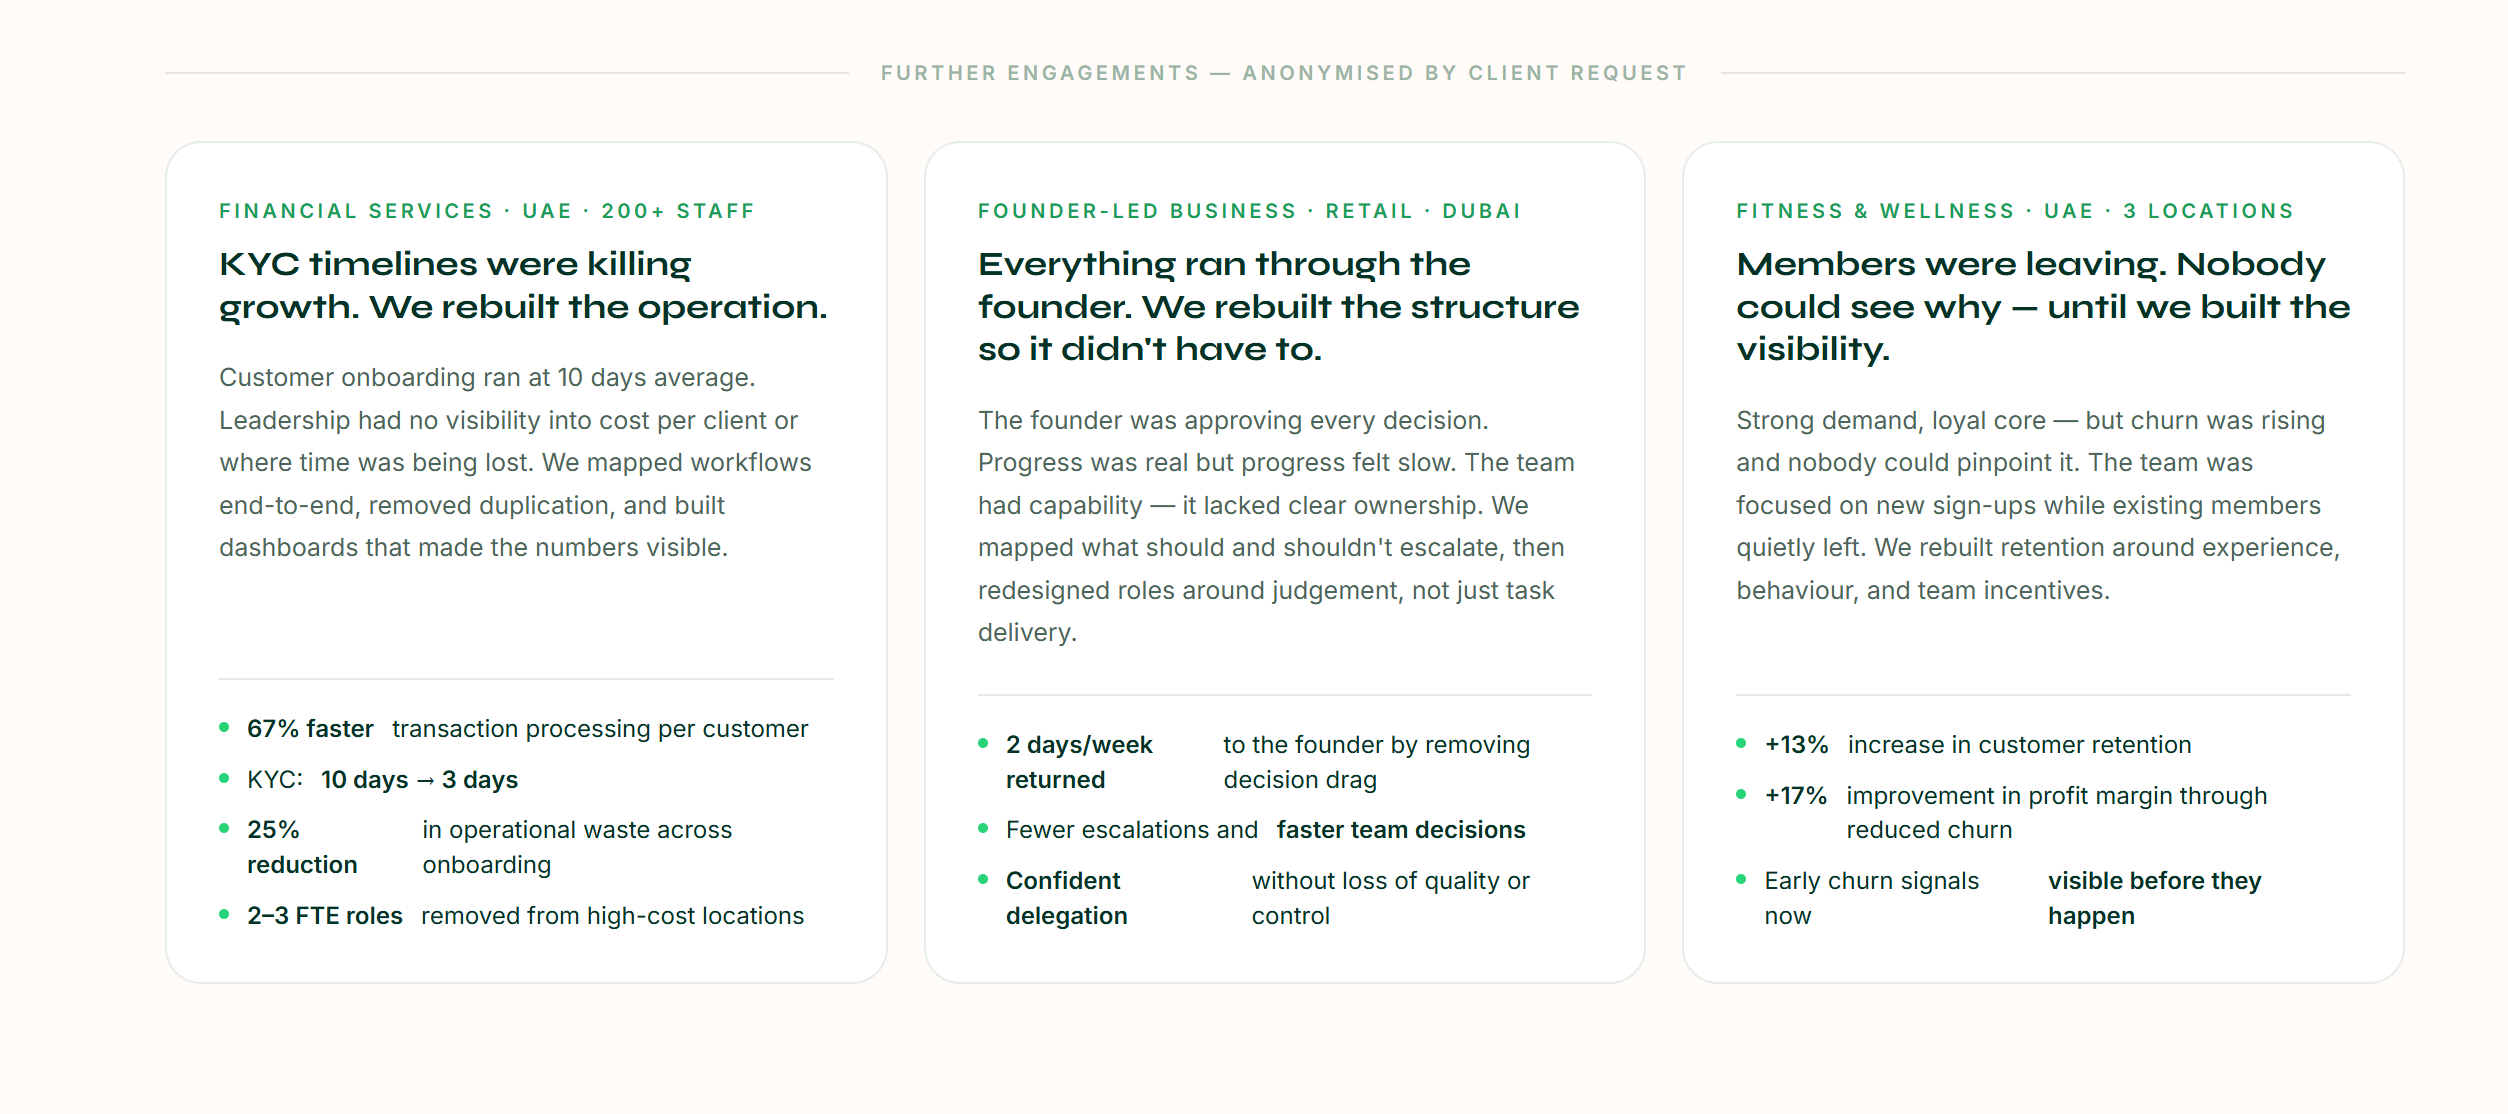 FURTHER ENGAGEMENTS — ANONYMISED BY CLIENT REQUEST
FINANCIAL SERVICES · UAE · 200+ STAFF
KYC timelines were killing
growth. We rebuilt the operation.
Customer onboarding ran at 10 days average.
Leadership had no visibility into cost per client or
where time was being lost. We mapped workflows
end-to-end, removed duplication, and built
dashboards that made the numbers visible.
67% faster transaction processing per customer
KYC: 10 days → 3 days
25% in operational waste across
reduction onboarding
2–3 FTE roles removed from high-cost locations
FOUNDER-LED BUSINESS · RETAIL · DUBAI
Everything ran through the
founder. We rebuilt the structure
so it didn't have to.
The founder was approving every decision.
Progress was real but progress felt slow. The team
had capability — it lacked clear ownership. We
mapped what should and shouldn't escalate, then
redesigned roles around judgement, not just task
delivery.
2 days/week to the founder by removing
returned decision drag
Fewer escalations and faster team decisions
Confident without loss of quality or
delegation control
FITNESS & WELLNESS · UAE · 3 LOCATIONS
Members were leaving. Nobody
could see why — until we built the
visibility.
Strong demand, loyal core — but churn was rising
and nobody could pinpoint it. The team was
focused on new sign-ups while existing members
quietly left. We rebuilt retention around experience,
behaviour, and team incentives.
+13% increase in customer retention
+17% improvement in profit margin through
reduced churn
Early churn signals visible before they
now happen